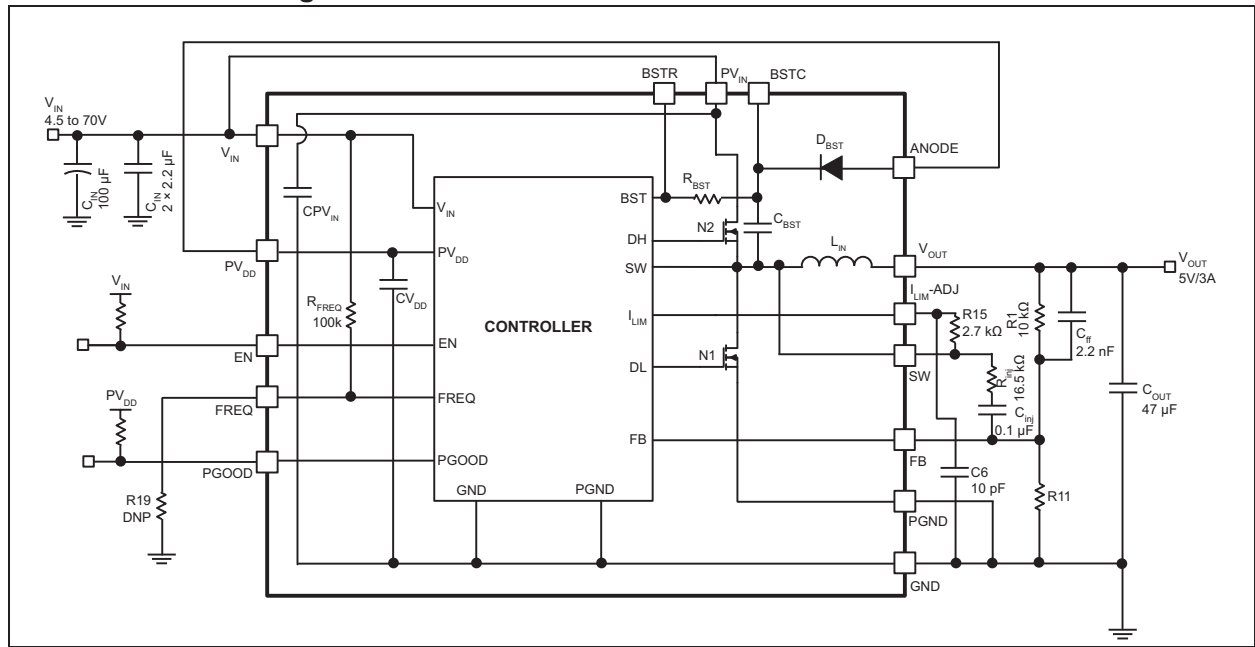 BSTR
PVIN
BSTC
VIN
4.5 to 70V
VIN
CIN
100 µF
CIN
2 × 2.2 µF
CPVIN
DBST
ANODE
VIN
BST
RBST
CBST
N2
DH
LIN
VOUT
VOUT
5V/3A
SW
PVDD
PVDD
CVDD
RFREQ
100k
CONTROLLER
ILIM
ILIM-ADJ
R15
2.7 kΩ
R1
10 kΩ
Cff
2.2 nF
VIN
EN
EN
N1
DL
SW
Rinj
16.5 kΩ
Cinj
0.1 µF
COUT
47 µF
PVDD
FREQ
FREQ
FB
FB
PGOOD
PGOOD
C6
10 pF
R11
R19
DNP
GND
PGND
PGND
GND